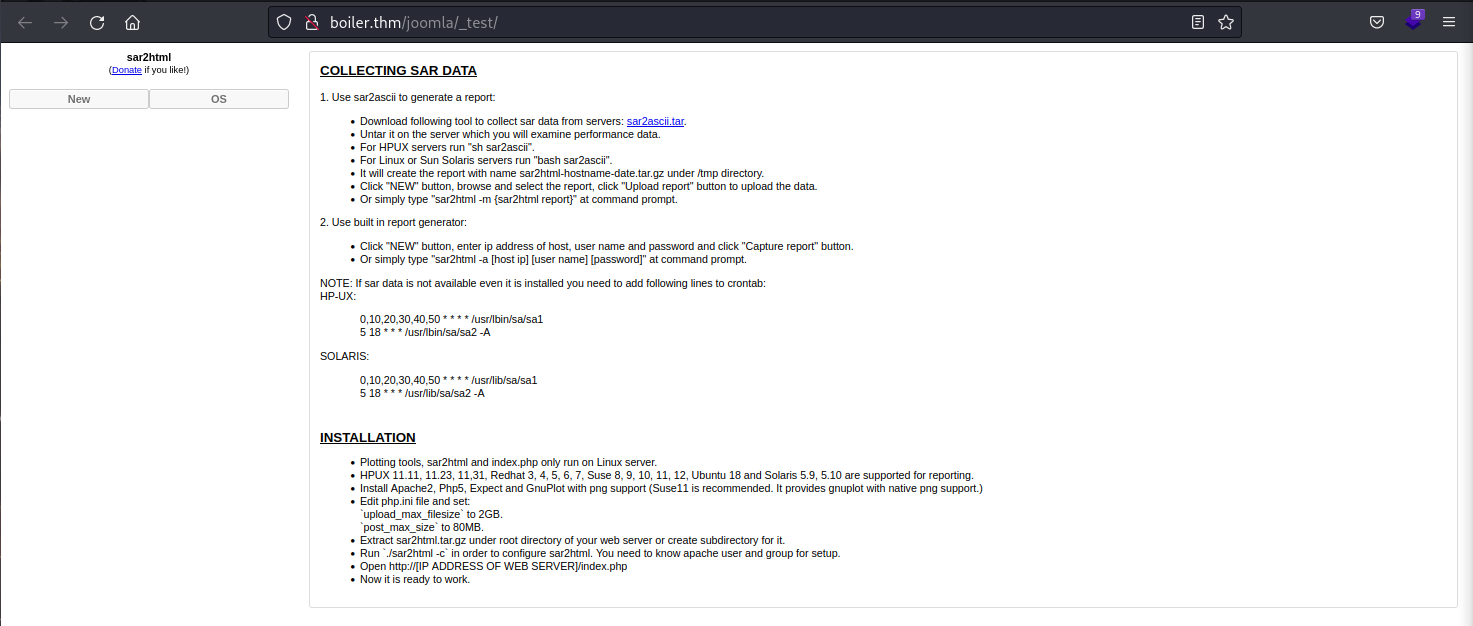 boiler.thm/joomla/_test/
9
sar2html
(Donate if you like!)
New OS
COLLECTING SAR DATA
1. Use sar2ascii to generate a report:
• Download following tool to collect sar data from servers: sar2ascii.tar.
• Untar it on the server which you will examine performance data.
• For HPUX servers run "sh sar2ascii".
• For Linux or Sun Solaris servers run "bash sar2ascii".
• It will create the report with name sar2html-hostname-date.tar.gz under /tmp directory.
• Click "NEW" button, browse and select the report, click "Upload report" button to upload the data.
• Or simply type "sar2html -m {sar2html report}" at command prompt.
2. Use built in report generator:
• Click "NEW" button, enter ip address of host, user name and password and click "Capture report" button.
• Or simply type "sar2html -a [host ip] [user name] [password]" at command prompt.
NOTE: If sar data is not available even it is installed you need to add following lines to crontab:
HP-UX:
0,10,20,30,40,50 * * * * /usr/lbin/sa/sa1
5 18 * * * /usr/lbin/sa/sa2 -A
SOLARIS:
0,10,20,30,40,50 * * * * /usr/lib/sa/sa1
5 18 * * * /usr/lib/sa/sa2 -A
INSTALLATION
• Plotting tools, sar2html and index.php only run on Linux server.
• HPUX 11.11, 11.23, 11,31, Redhat 3, 4, 5, 6, 7, Suse 8, 9, 10, 11, 12, Ubuntu 18 and Solaris 5.9, 5.10 are supported for reporting.
• Install Apache2, Php5, Expect and GnuPlot with png support (Suse11 is recommended. It provides gnuplot with native png support.)
• Edit php.ini file and set:
`upload_max_filesize` to 2GB.
`post_max_size` to 80MB.
• Extract sar2html.tar.gz under root directory of your web server or create subdirectory for it.
• Run `./sar2html -c` in order to configure sar2html. You need to know apache user and group for setup.
• Open http://[IP ADDRESS OF WEB SERVER]/index.php
• Now it is ready to work.